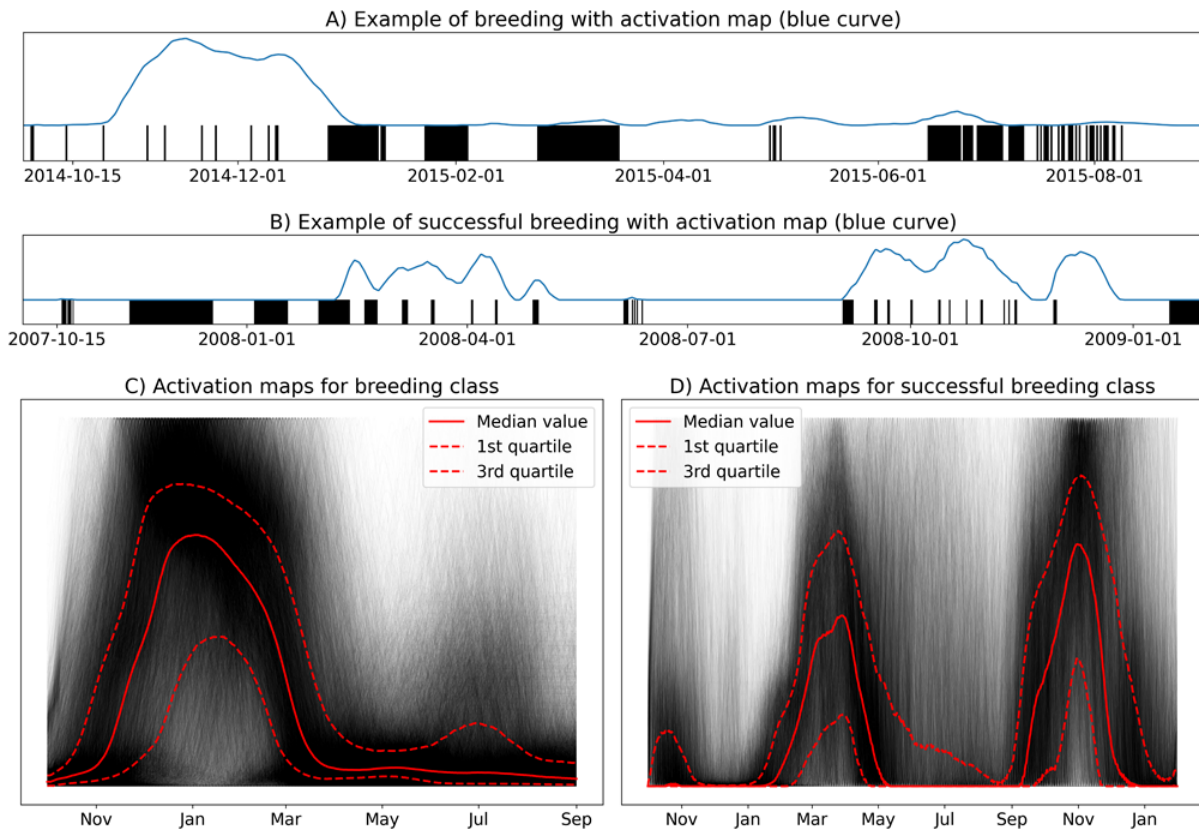 A) Example of breeding with activation map (blue curve)
2014-10-15 2014-12-01 2015-02-01 2015-04-01 2015-06-01 2015-08-01
B) Example of successful breeding with activation map (blue curve)
2007-10-15 2008-01-01 2008-04-01 2008-07-01 2008-10-01 2009-01-01
C) Activation maps for breeding class
Median value
1st quartile
3rd quartile
Nov Jan Mar May Jul Sep
D) Activation maps for successful breeding class
Median value
1st quartile
3rd quartile
Nov Jan Mar May Jul Sep Nov Jan